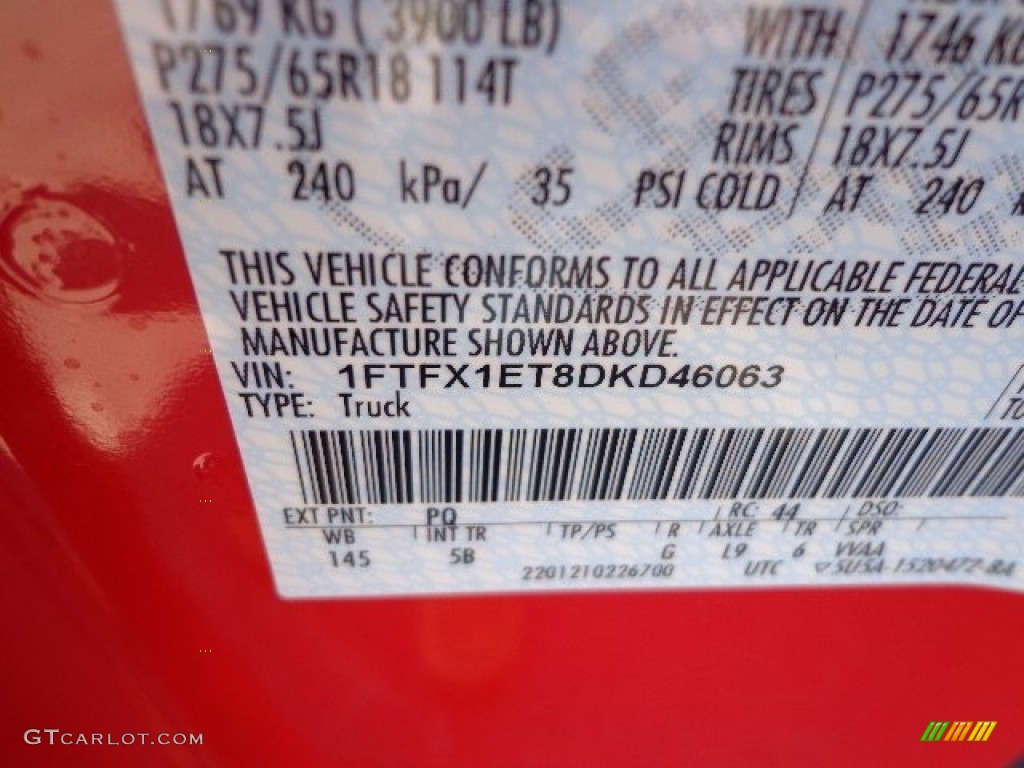 1769 KG ( 3900 LB) WITH 1746 KG
P275/65R18 114T TIRES P275/65R
18X7.5J RIMS 18X7.5J
AT 240 kPa/ 35 PSI COLD AT 240
THIS VEHICLE CONFORMS TO ALL APPLICABLE FEDERAL
VEHICLE SAFETY STANDARDS IN EFFECT ON THE DATE OF
MANUFACTURE SHOWN ABOVE.
VIN: 1FTFX1ET8DKD46063
TYPE: Truck
EXT PNT: PQ RC: 44 DSO:
WB INT TR TP/PS R AXLE TR SPR
145 5B G L9 6 VVAA
2201210226700 UTC ▽5U5A-1520472-BA
GTCARLOT.COM